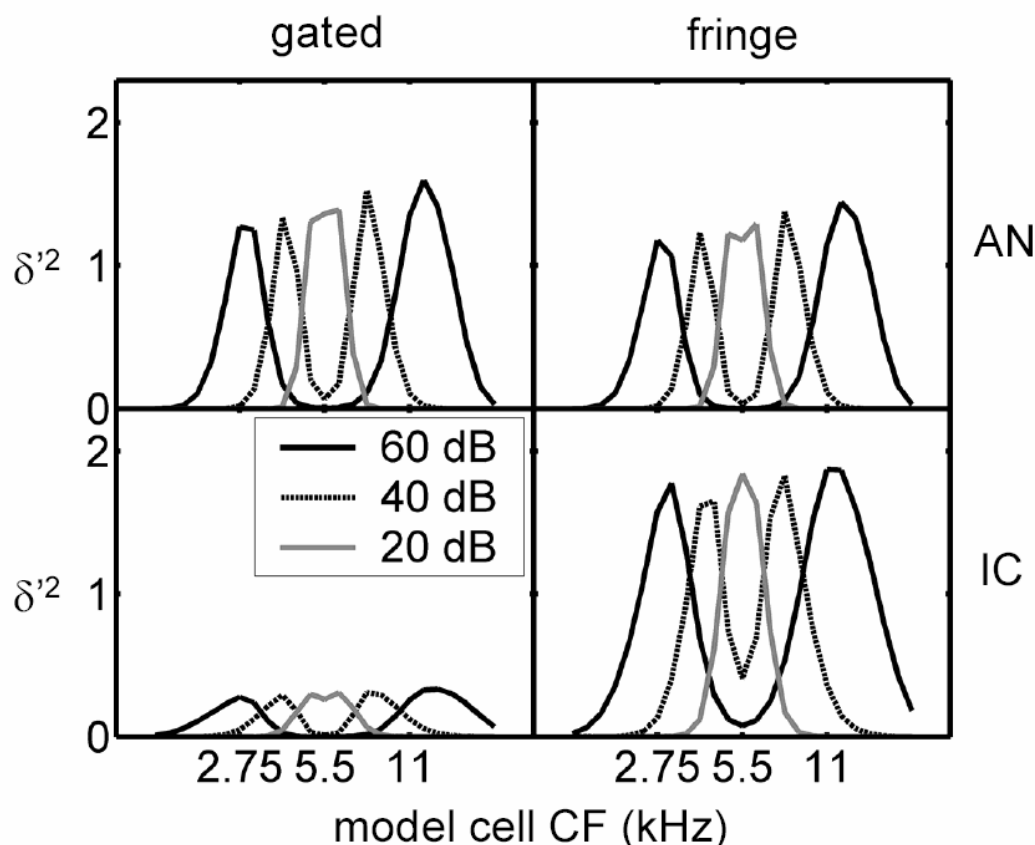 gated fringe
2
1
0
δ'2
AN
2
1
0
δ'2
60 dB
40 dB
20 dB
IC
2.75 5.5 11 2.75 5.5 11
model cell CF (kHz)